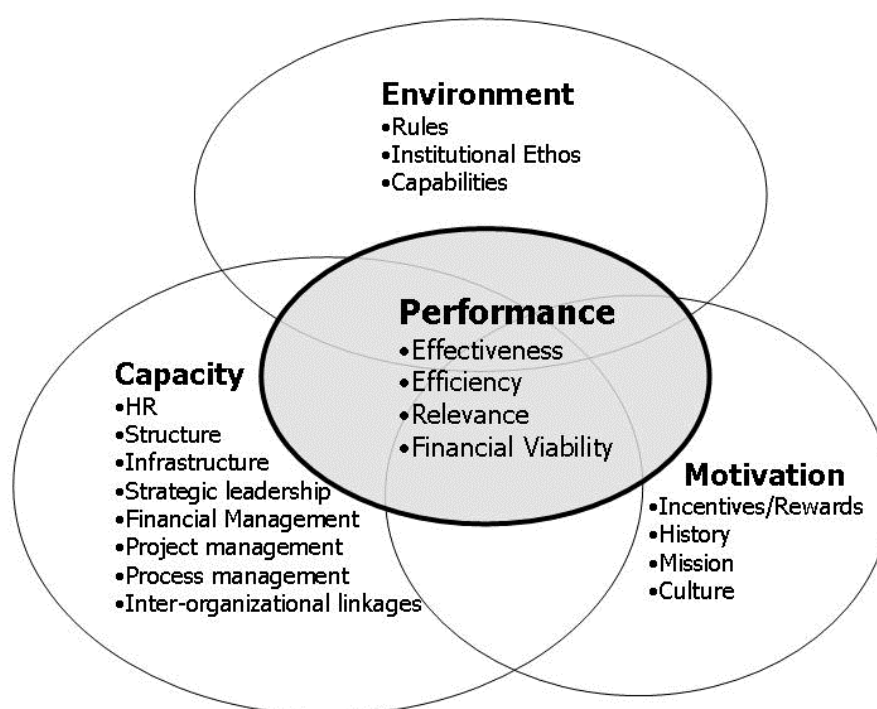 Environment
•Rules
•Institutional Ethos
•Capabilities
Performance
•Effectiveness
•Efficiency
•Relevance
•Financial Viability
Capacity
•HR
•Structure
•Infrastructure
•Strategic leadership
•Financial Management
•Project management
•Process management
•Inter-organizational linkages
Motivation
•Incentives/Rewards
•History
•Mission
•Culture